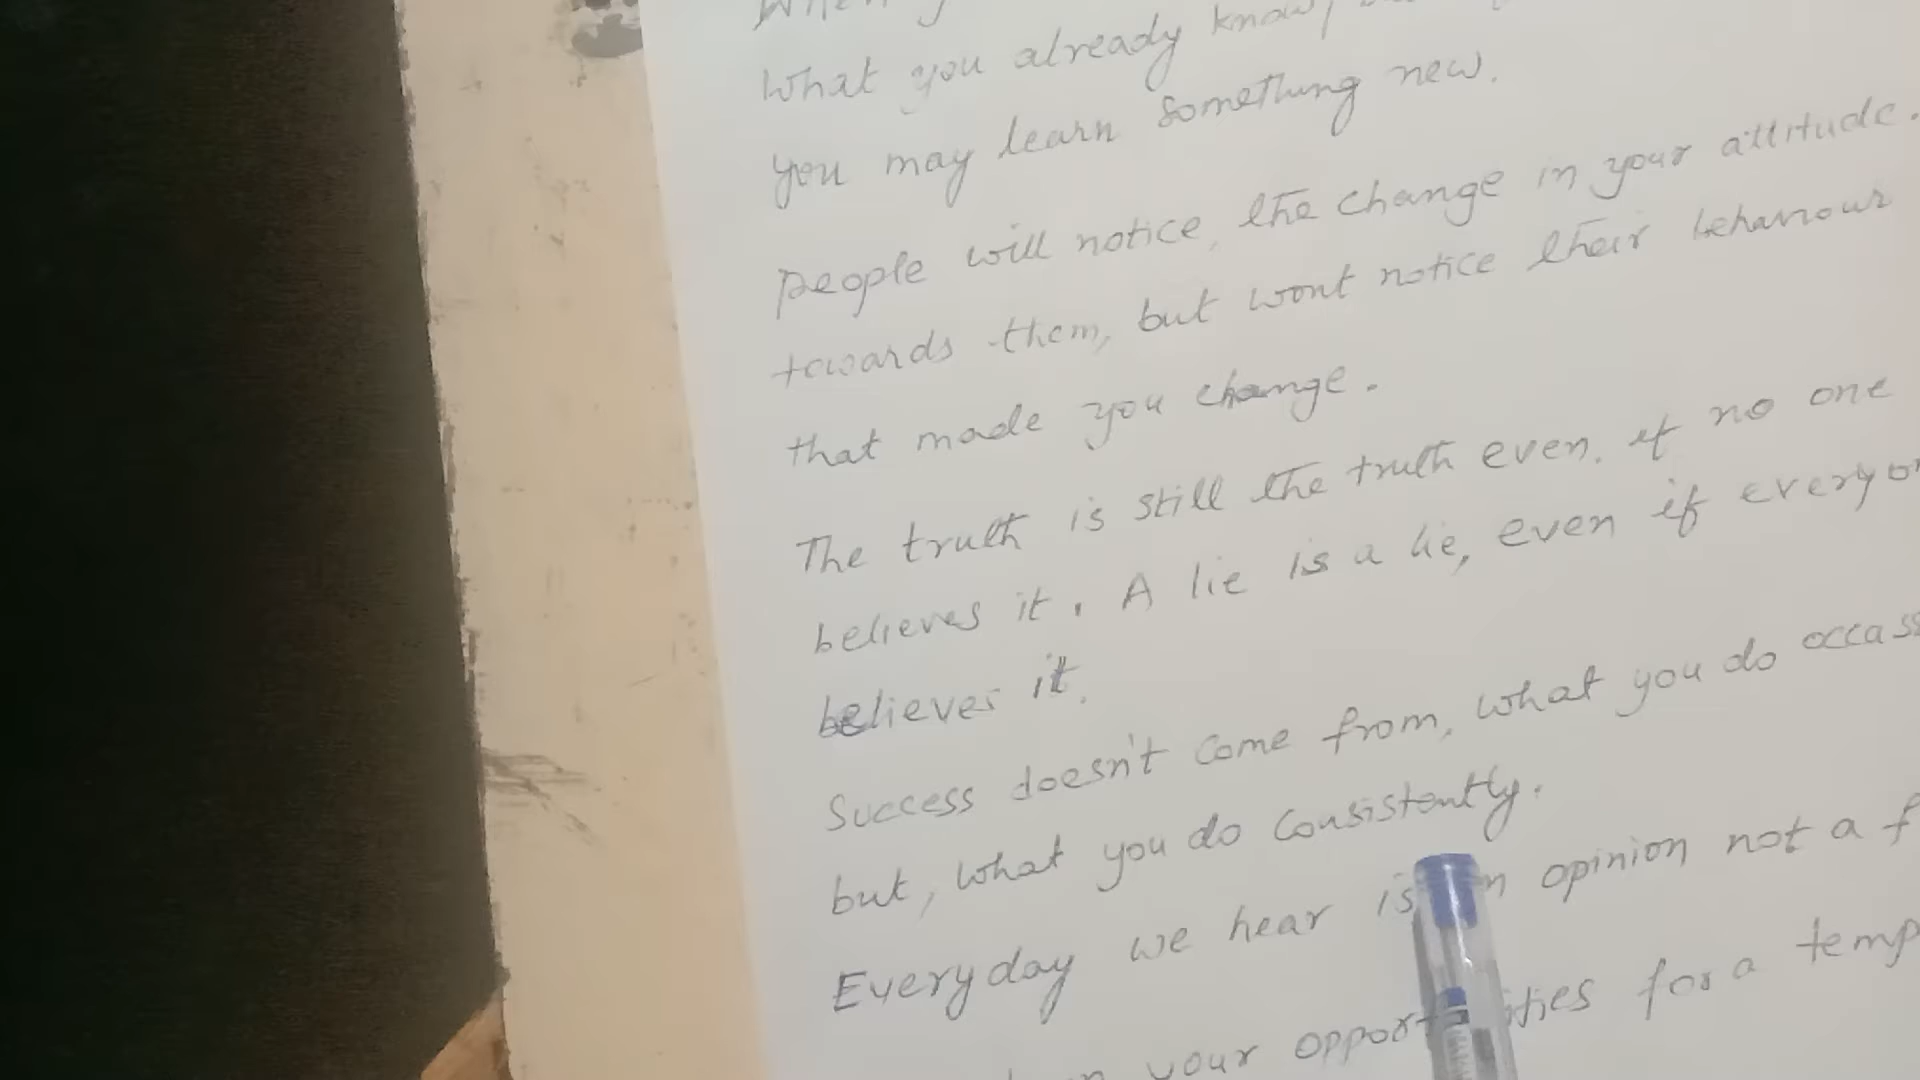 What you already know,
you may learn something new.
people will notice, the change in your attitude.
towards them, but wont notice their behaviour
that made you change.
The truth is still the truth even. if no one
believes it. A lie is a lie, even if
believes it.
Success doesn't come from, what you do
but, what you do consistently.
Everyday we hear is opinion not a
your for a